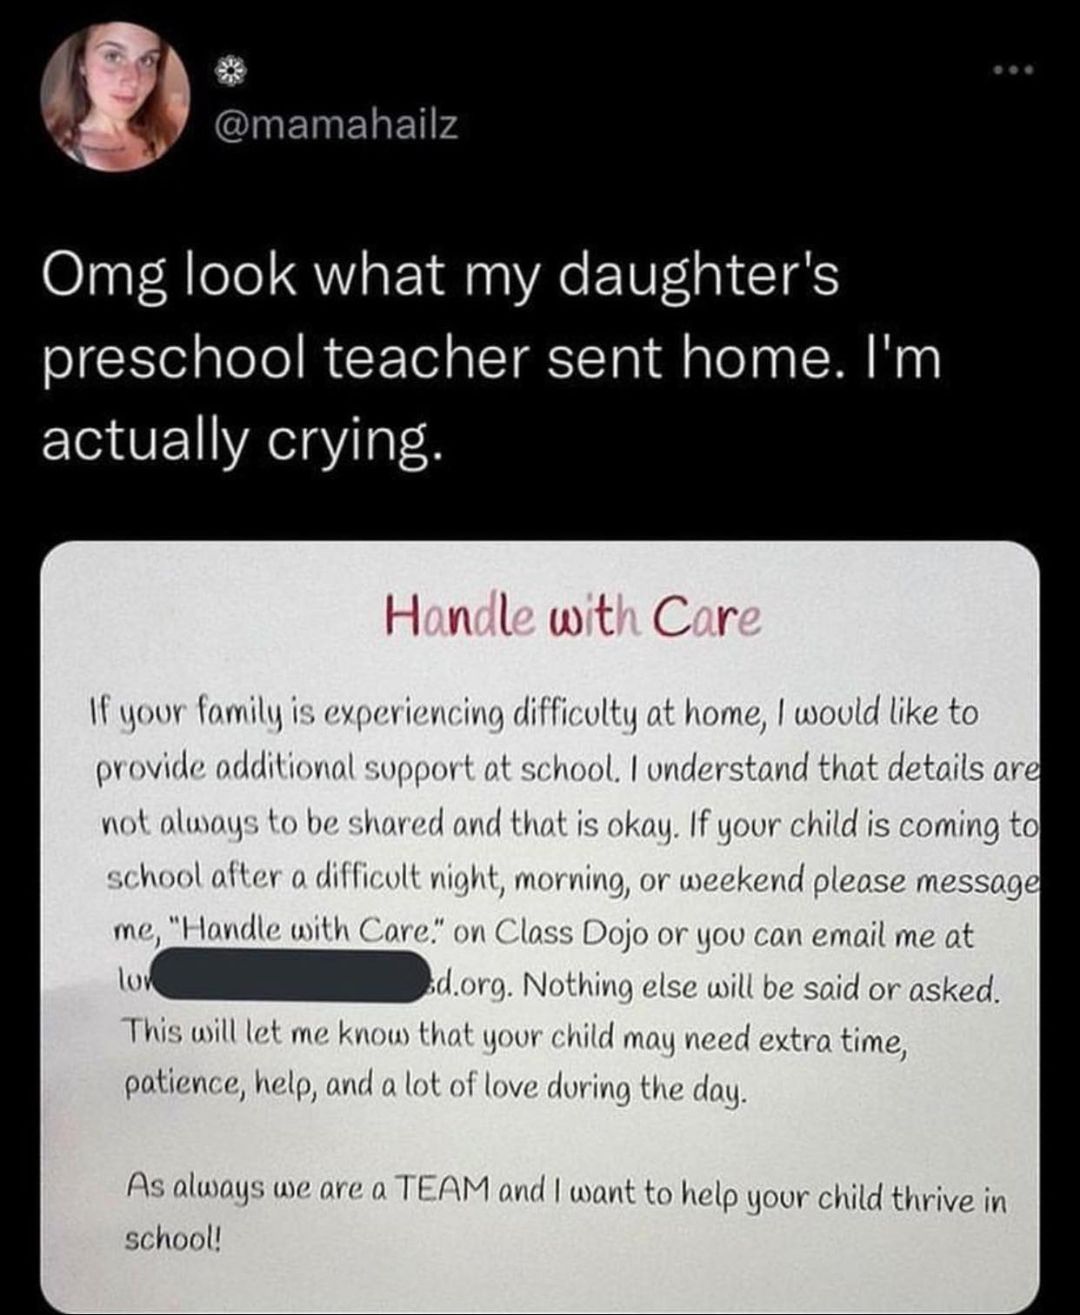 @mamahailz
Omg look what my daughter's
preschool teacher sent home. I'm
actually crying.
Handle with Care
If your family is experiencing difficulty at home, I would like to
provide additional support at school. I understand that details are
not always to be shared and that is okay. If your child is coming to
school after a difficult night, morning, or weekend please message
me, "Handle with Care." on Class Dojo or you can email me at
sd.org. Nothing else will be said or asked.
This will let me know that your child may need extra time,
patience, help, and a lot of love during the day.
As always we are a TEAM and I want to help your child thrive in
school!